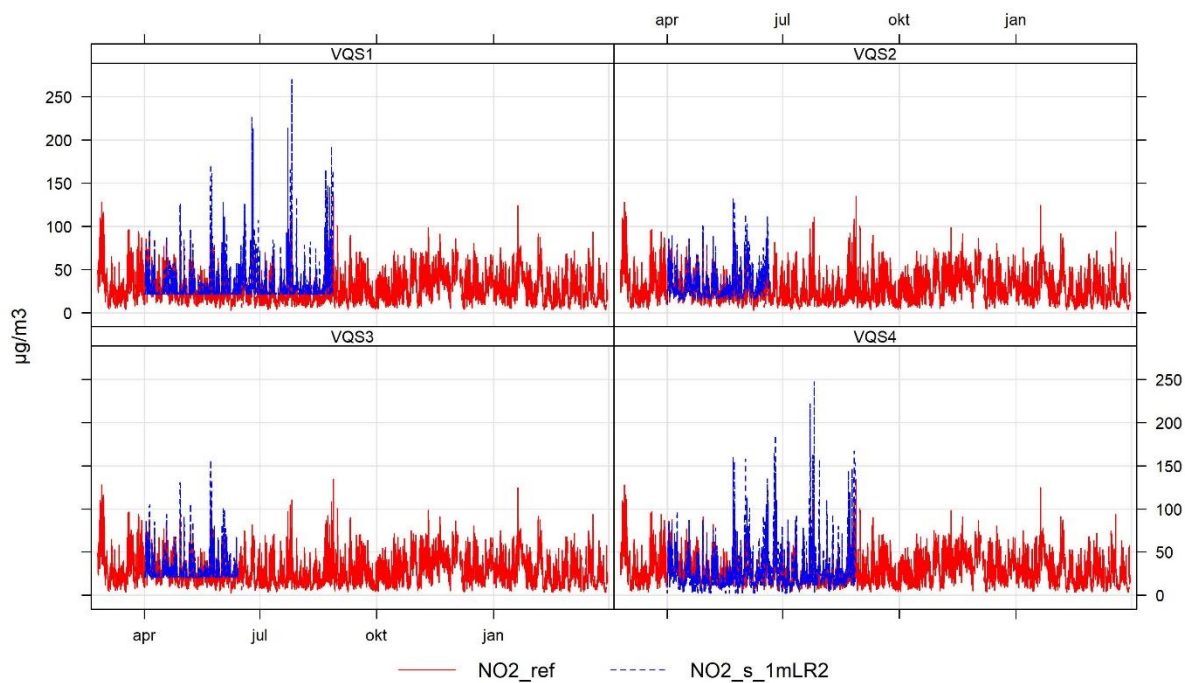 apr jul okt jan
VQS1 VQS2
250
200
150
100
50
0
µg/m3
VQS3 VQS4
250
200
150
100
50
0
apr jul okt jan
NO2_ref NO2_s_1mLR2